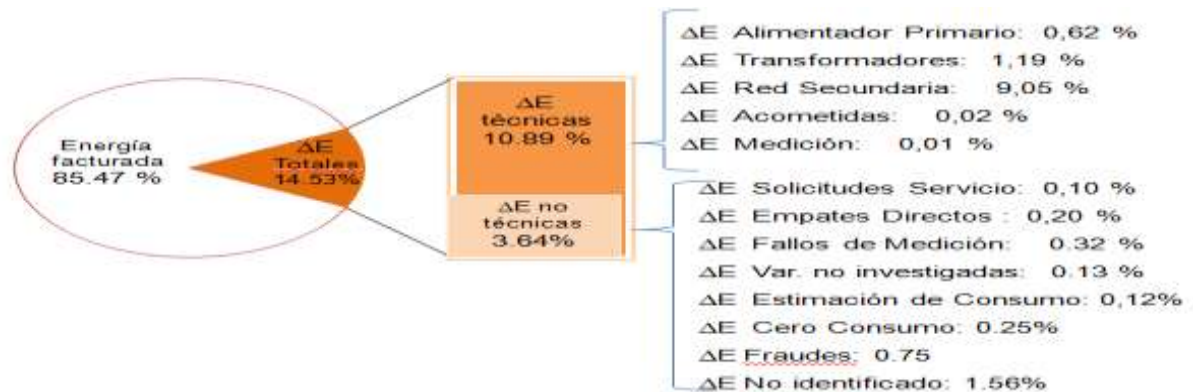 Energía
facturada
85.47 %
ΔE
Totales
14.53%
ΔE
técnicas
10.89 %
ΔE no
técnicas
3.64%
ΔE Alimentador Primario: 0,62 %
ΔE Transformadores: 1,19 %
ΔE Red Secundaria: 9,05 %
ΔE Acometidas: 0,02 %
ΔE Medición: 0,01 %
ΔE Solicitudes Servicio: 0,10 %
ΔE Empates Directos : 0,20 %
ΔE Fallos de Medición: 0.32 %
ΔE Var. no investigadas: 0.13 %
ΔE Estimación de Consumo: 0,12%
ΔE Cero Consumo: 0.25%
ΔE Fraudes: 0.75
ΔE No identificado: 1.56%